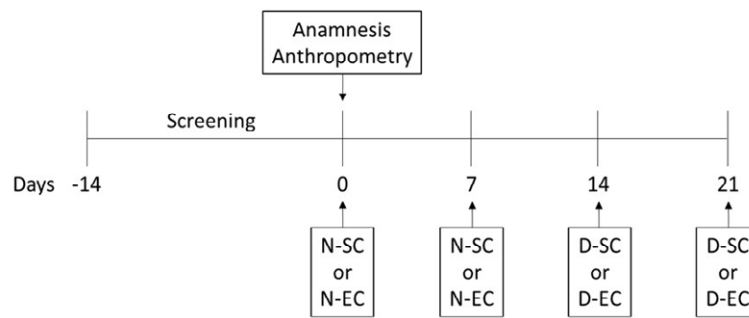 Anamnesis
Anthropometry
Screening
Days -14 0 7 14 21
N-SC N-SC D-SC D-SC
or or or or
N-EC N-EC D-EC D-EC